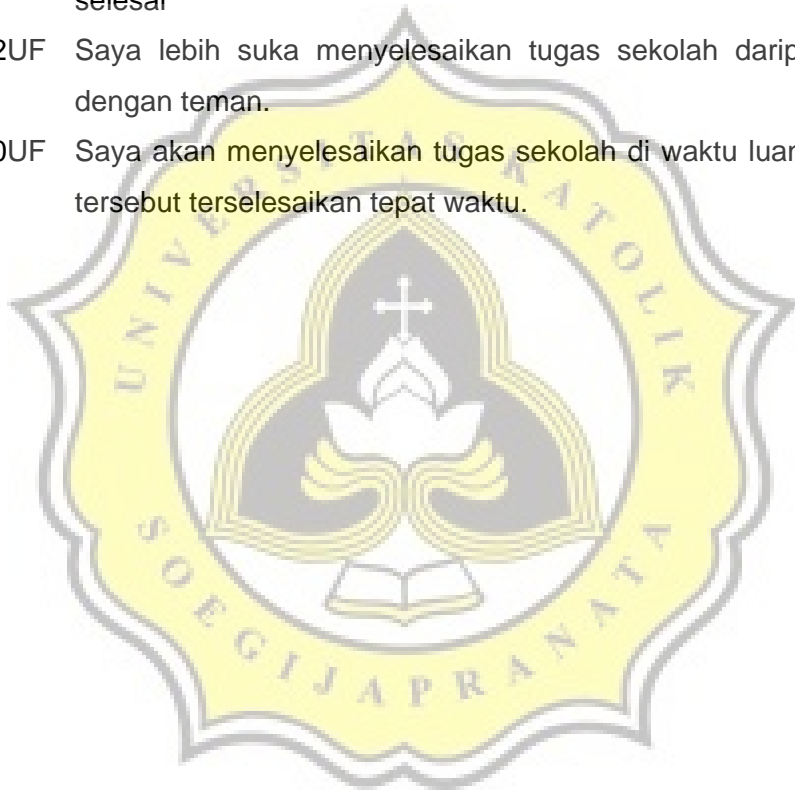 selesai
2UF Saya lebih suka menyelesaikan tugas sekolah darip
dengan teman.
0UF Saya akan menyelesaikan tugas sekolah di waktu luan
tersebut terselesaikan tepat waktu.
UNIVERSITAS KATOLIK
SOEGIJAPRANATA